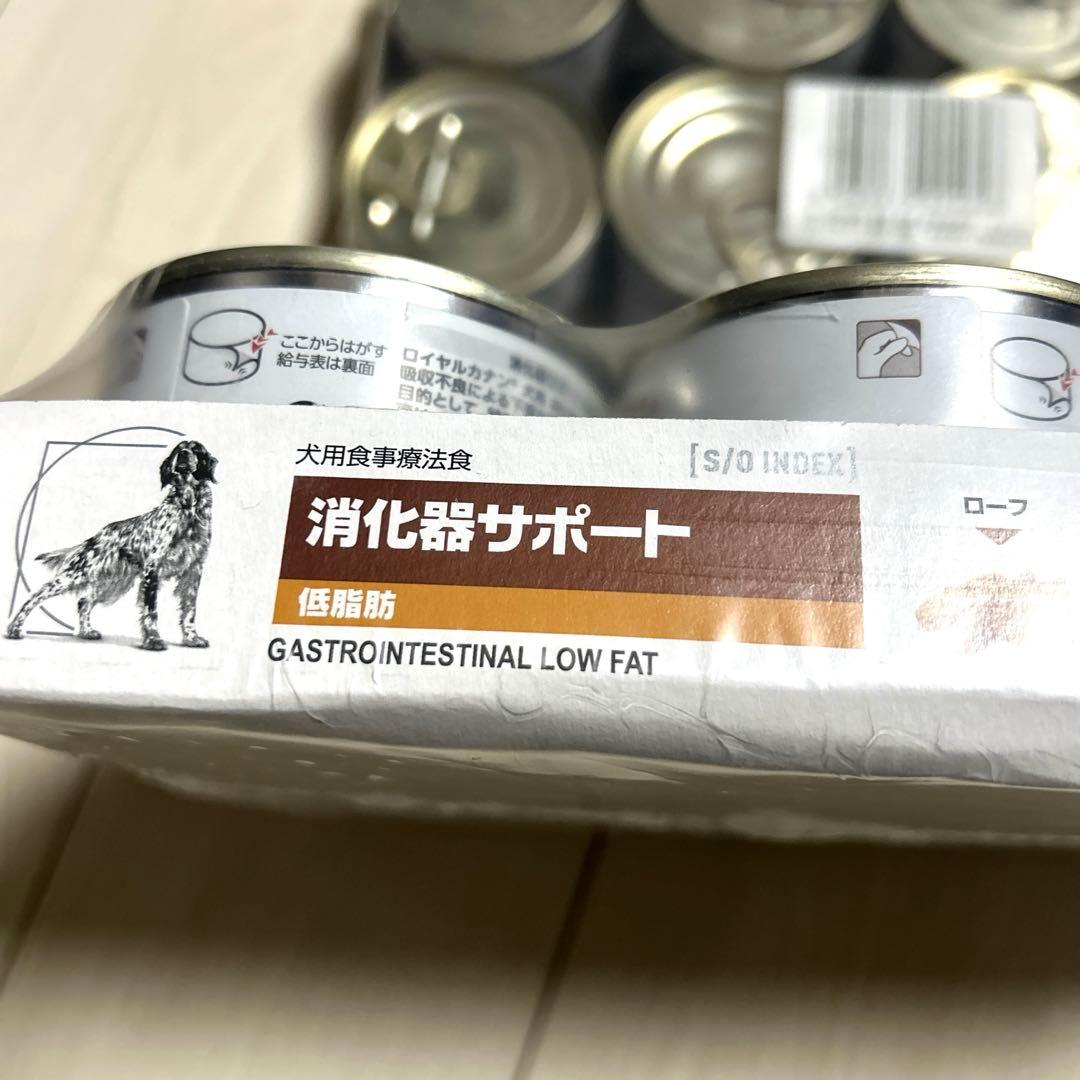 ここからはがす
給与表は裏面
ロイヤルカナン® 犬用
吸収不良による
目的として
犬用食事療法食
[S/O INDEX]
消化器サポート
低脂肪
GASTROINTESTINAL LOW FAT
ローフ